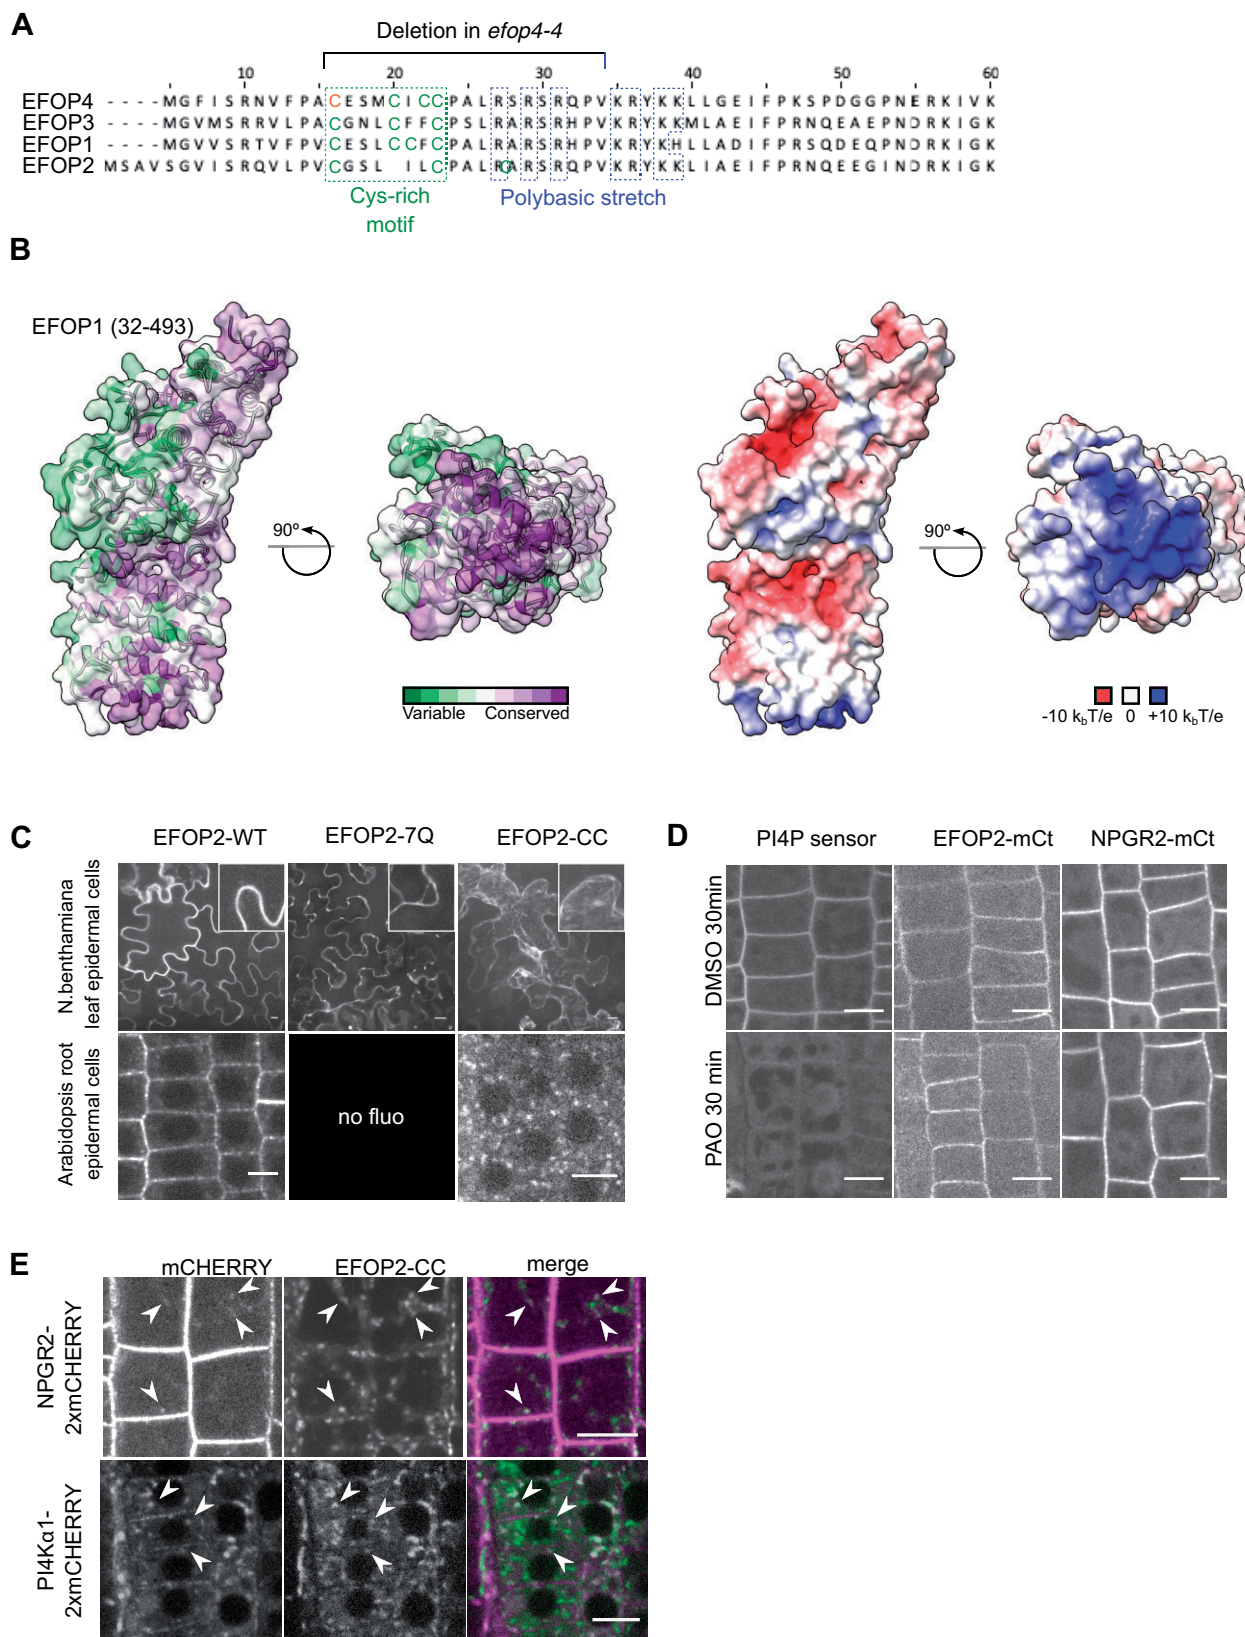 A
Deletion in efop4-4
10 20 30 40 50 60
EFOP4 ----MGFISRNVFPACESMCICCPALRSRSRQPVKRYKKLLGEIFPKSPDGGPNERKIVK
EFOP3 ----MGVMSRRVLPACGNLCFFCPSLRARSRHPVKRYKKMLAEIFPRNQEAEPNDRKIGK
EFOP1 ----MGVVSRTVFPVCESLCCFCPALRARSRHPVKRYKHLLADIFPRSQDEQPNDRKIGK
EFOP2 MSAVSGVISRQVLPVCGSL ILCPALRARSRQPVKRYKKLIAEIFPRNQEEGINDRKIGK
Cys-rich motif
Polybasic stretch
B
EFOP1 (32-493)
90º
90º
Variable Conserved
-10 kbT/e 0 +10 kbT/e
C
EFOP2-WT EFOP2-7Q EFOP2-CC
N.benthamiana leaf epidermal cells
Arabidopsis root epidermal cells
no fluo
D
PI4P sensor EFOP2-mCt NPGR2-mCt
DMSO 30min
PAO 30 min
E
mCHERRY EFOP2-CC merge
NPGR2-2xmCHERRY
PI4Kα1-2xmCHERRY